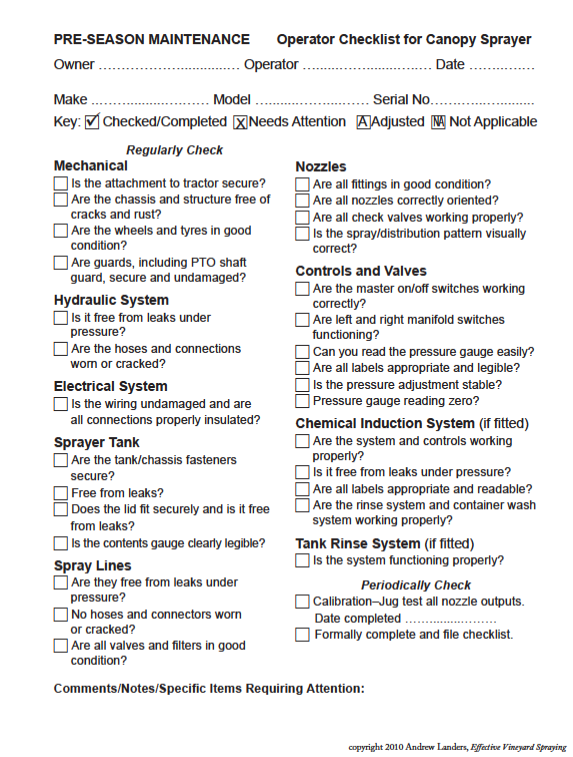 PRE-SEASON MAINTENANCE Operator Checklist for Canopy Sprayer
Owner ................................ Operator ............................. Date ...............
Make ........................... Model .......................... Serial No........................
Key: ☑ Checked/Completed ☒ Needs Attention A Adjusted NA Not Applicable
Regularly Check
Mechanical
☐ Is the attachment to tractor secure?
☐ Are the chassis and structure free of
cracks and rust?
☐ Are the wheels and tyres in good
condition?
☐ Are guards, including PTO shaft
guard, secure and undamaged?
Hydraulic System
☐ Is it free from leaks under
pressure?
☐ Are the hoses and connections
worn or cracked?
Electrical System
☐ Is the wiring undamaged and are
all connections properly insulated?
Sprayer Tank
☐ Are the tank/chassis fasteners
secure?
☐ Free from leaks?
☐ Does the lid fit securely and is it free
from leaks?
☐ Is the contents gauge clearly legible?
Spray Lines
☐ Are they free from leaks under
pressure?
☐ No hoses and connectors worn
or cracked?
☐ Are all valves and filters in good
condition?
Nozzles
☐ Are all fittings in good condition?
☐ Are all nozzles correctly oriented?
☐ Are all check valves working properly?
☐ Is the spray/distribution pattern visually
correct?
Controls and Valves
☐ Are the master on/off switches working
correctly?
☐ Are left and right manifold switches
functioning?
☐ Can you read the pressure gauge easily?
☐ Are all labels appropriate and legible?
☐ Is the pressure adjustment stable?
☐ Pressure gauge reading zero?
Chemical Induction System (if fitted)
☐ Are the system and controls working
properly?
☐ Is it free from leaks under pressure?
☐ Are all labels appropriate and readable?
☐ Are the rinse system and container wash
system working properly?
Tank Rinse System (if fitted)
☐ Is the system functioning properly?
Periodically Check
☐ Calibration–Jug test all nozzle outputs.
Date completed .....................
☐ Formally complete and file checklist.
Comments/Notes/Specific Items Requiring Attention:
copyright 2010 Andrew Landers, Effective Vineyard Spraying